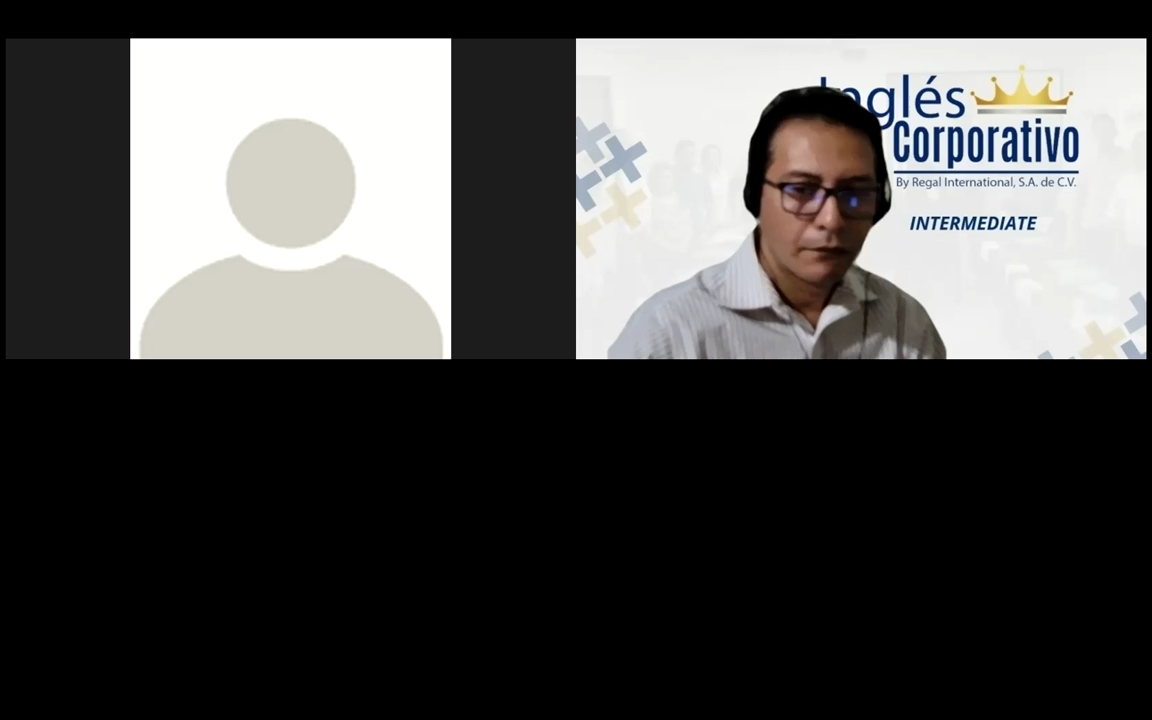 Inglés
Corporativo
By Regal International, S.A. de C.V.
INTERMEDIATE